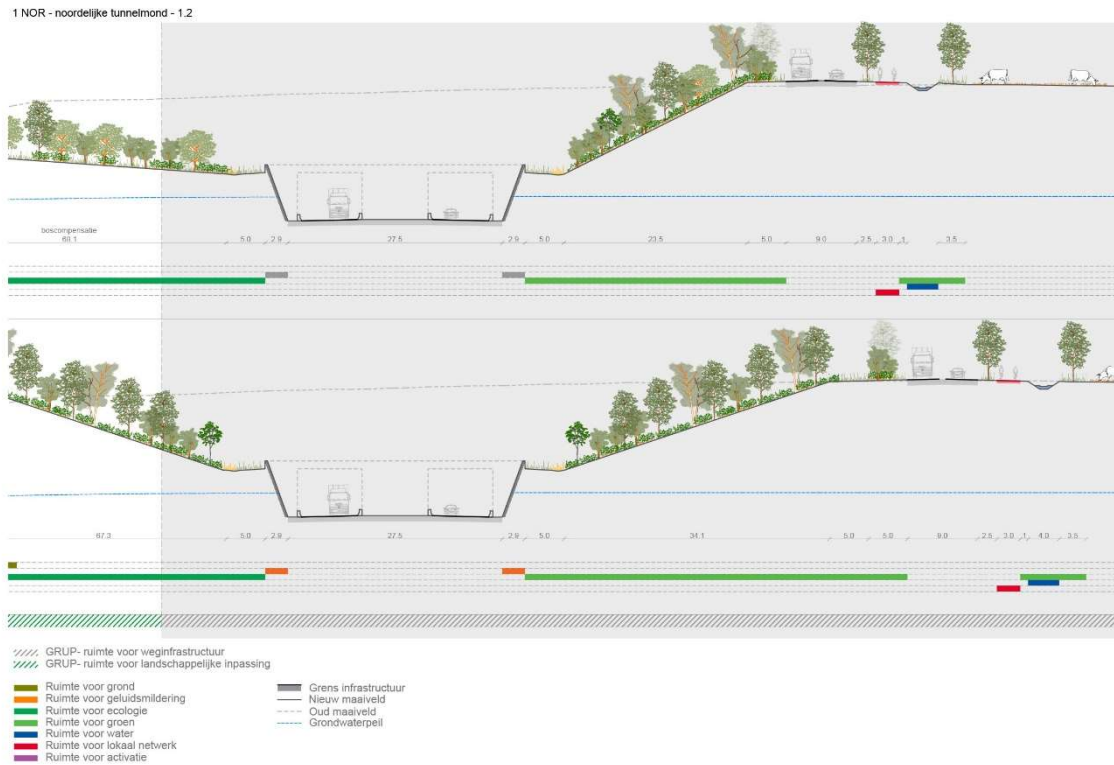 1 NOR - noordelijke tunnelmond - 1.2
boscompensatie
68.1 5.0 2.9 27.5 2.9 5.0 23.5 5.0 9.0 2.5 3.0 1 3.5
67.3 5.0 2.9 27.5 2.9 5.0 34.1 5.0 5.0 9.0 2.5 3.0 1 4.0 3.5
GRUP- ruimte voor weginfrastructuur
GRUP- ruimte voor landschappelijke inpassing
Ruimte voor grond
Ruimte voor geluidsmildering
Ruimte voor ecologie
Ruimte voor groen
Ruimte voor water
Ruimte voor lokaal netwerk
Ruimte voor activatie
Grens infrastructuur
Nieuw maaiveld
Oud maaiveld
Grondwaterpeil